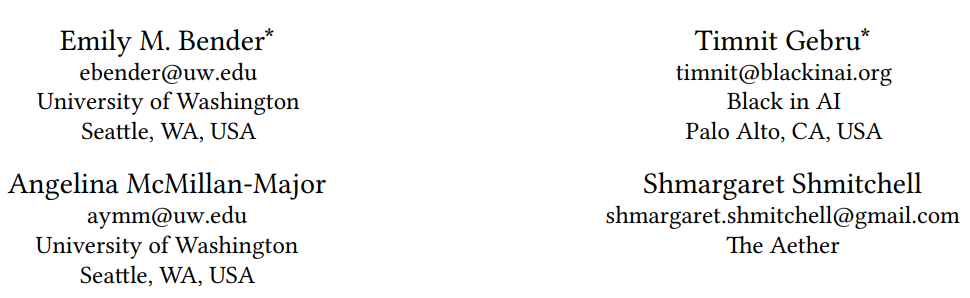 Emily M. Bender*
ebender@uw.edu
University of Washington
Seattle, WA, USA
Timnit Gebru*
timnit@blackinai.org
Black in AI
Palo Alto, CA, USA
Angelina McMillan-Major
aymm@uw.edu
University of Washington
Seattle, WA, USA
Shmargaret Shmitchell
shmargaret.shmitchell@gmail.com
The Aether